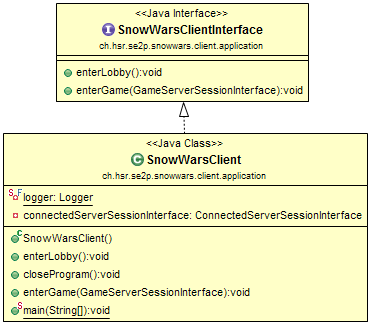 <<Java Interface>>
I SnowWarsClientInterface
ch.hsr.se2p.snowwars.client.application
enterLobby():void
enterGame(GameServerSessionInterface):void
<<Java Class>>
C SnowWarsClient
ch.hsr.se2p.snowwars.client.application
S F logger: Logger
connectedServerSessionInterface: ConnectedServerSessionInterface
C SnowWarsClient()
enterLobby():void
closeProgram():void
enterGame(GameServerSessionInterface):void
S main(String[]):void